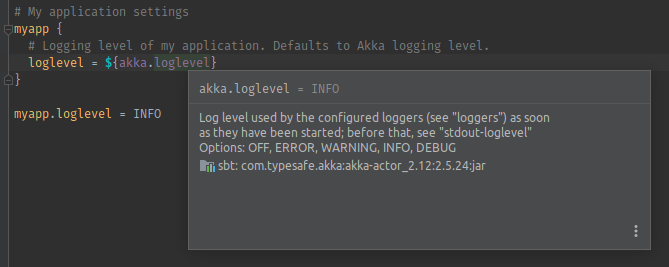 # My application settings
myapp {
# Logging level of my application. Defaults to Akka logging level.
loglevel = ${akka.loglevel}
}
myapp.loglevel = INFO
akka.loglevel = INFO
Log level used by the configured loggers (see "loggers") as soon
as they have been started; before that, see "stdout-loglevel"
Options: OFF, ERROR, WARNING, INFO, DEBUG
sbt: com.typesafe.akka:akka-actor_2.12:2.5.24:jar